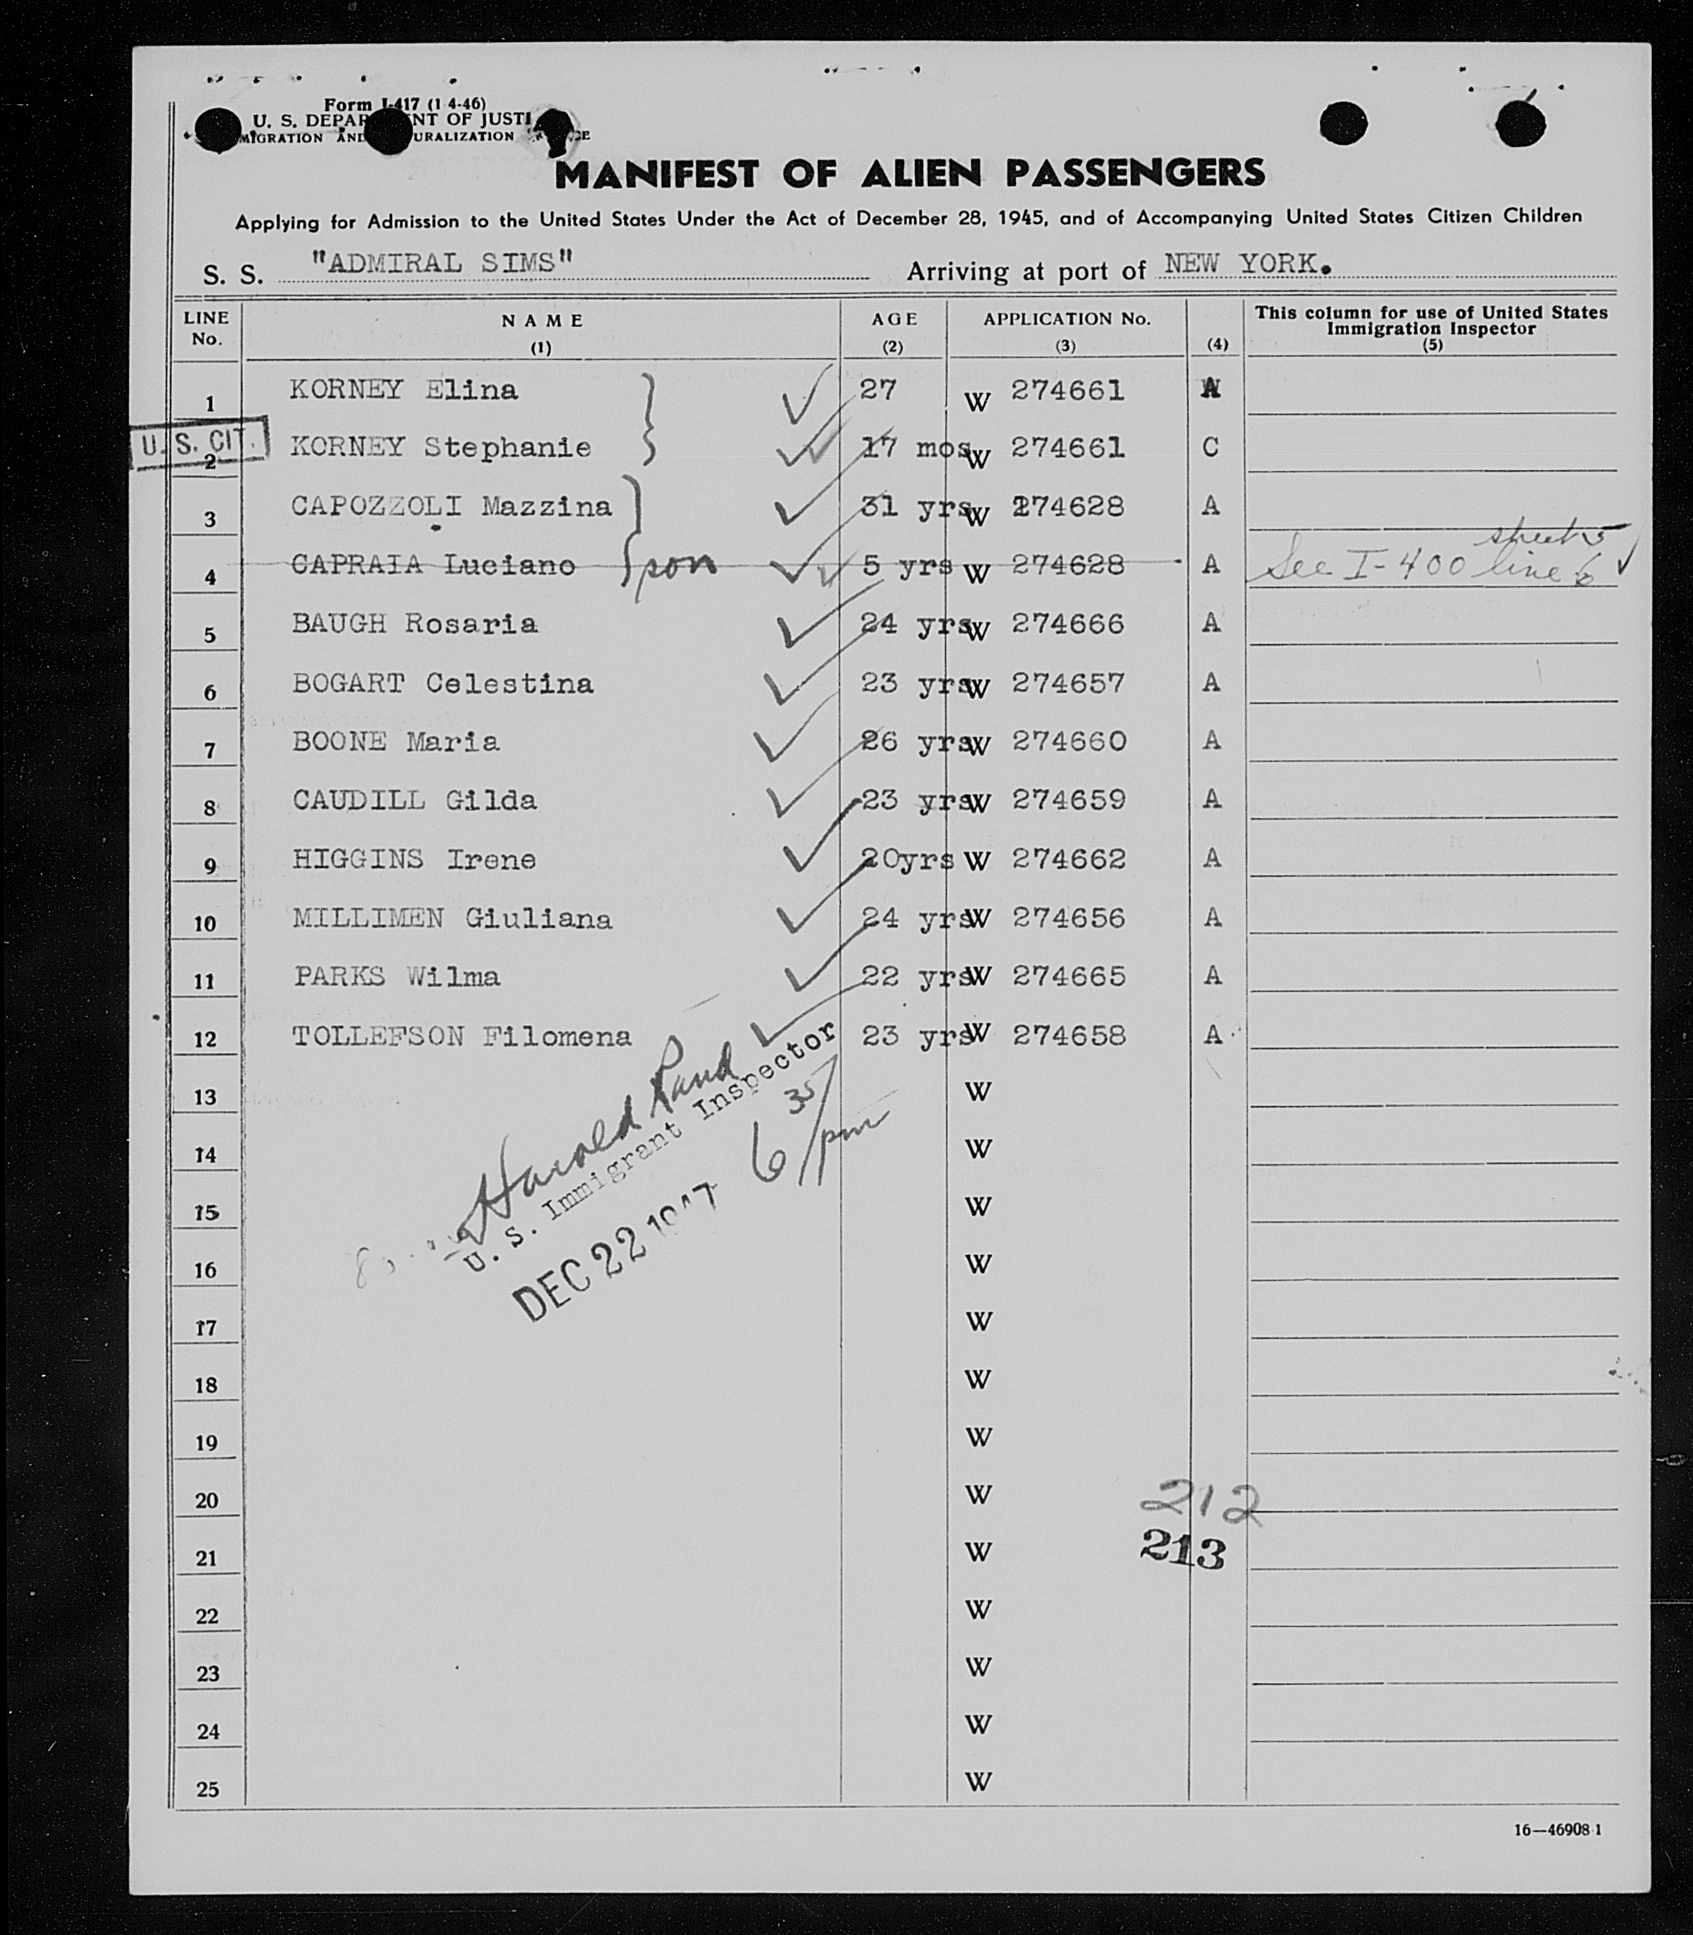 Form I-417 (1-4-46)
U. S. DEPARTMENT OF JUSTI
MIGRATION AND URALIZATION
MANIFEST OF ALIEN PASSENGERS
Applying for Admission to the United States Under the Act of December 28, 1945, and of Accompanying United States Citizen Children
S. S. "ADMIRAL SIMS" Arriving at port of NEW YORK.
LINE No. NAME (1) AGE (2) APPLICATION No. (3) (4) This column for use of United States Immigration Inspector (5)
1 KORNEY Elina 27 W 274661 A
U. S. CIT.
2 KORNEY Stephanie 17 mos W 274661 C
3 CAPOZZOLI Mazzina 31 yrs W 274628 A
4 CAPRAIA Luciano son 5 yrs W 274628 A See I-400 sheet 5 line 6
5 BAUGH Rosaria 24 yrs W 274666 A
6 BOGART Celestina 23 yrs W 274657 A
7 BOONE Maria 26 yrs W 274660 A
8 CAUDILL Gilda 23 yrs W 274659 A
9 HIGGINS Irene 20yrs W 274662 A
10 MILLIMEN Giuliana 24 yrs W 274656 A
11 PARKS Wilma 22 yrs W 274665 A
12 TOLLEFSON Filomena 23 yrs W 274658 A
13 W
14 W
15 W
16 W
17 W
18 W
19 W
20 W
21 W
22 W
23 W
24 W
25 W
Harold Rand
U. S. Immigrant Inspector
6 35/pm
DEC 22 1947
212
213
16—46908-1